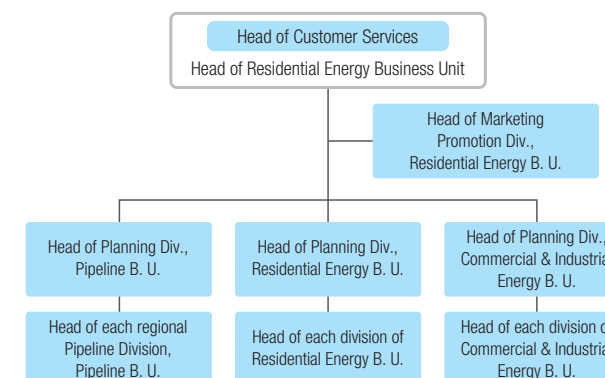 Head of Customer Services
Head of Residential Energy Business Unit
Head of Marketing
Promotion Div.,
Residential Energy B. U.
Head of Planning Div.,
Pipeline B. U.
Head of Planning Div.,
Residential Energy B. U.
Head of Planning Div.,
Commercial & Industria
Energy B. U.
Head of each regional
Pipeline Division,
Pipeline B. U.
Head of each division of
Residential Energy B. U.
Head of each division o
Commercial & Industria
Energy B. U.